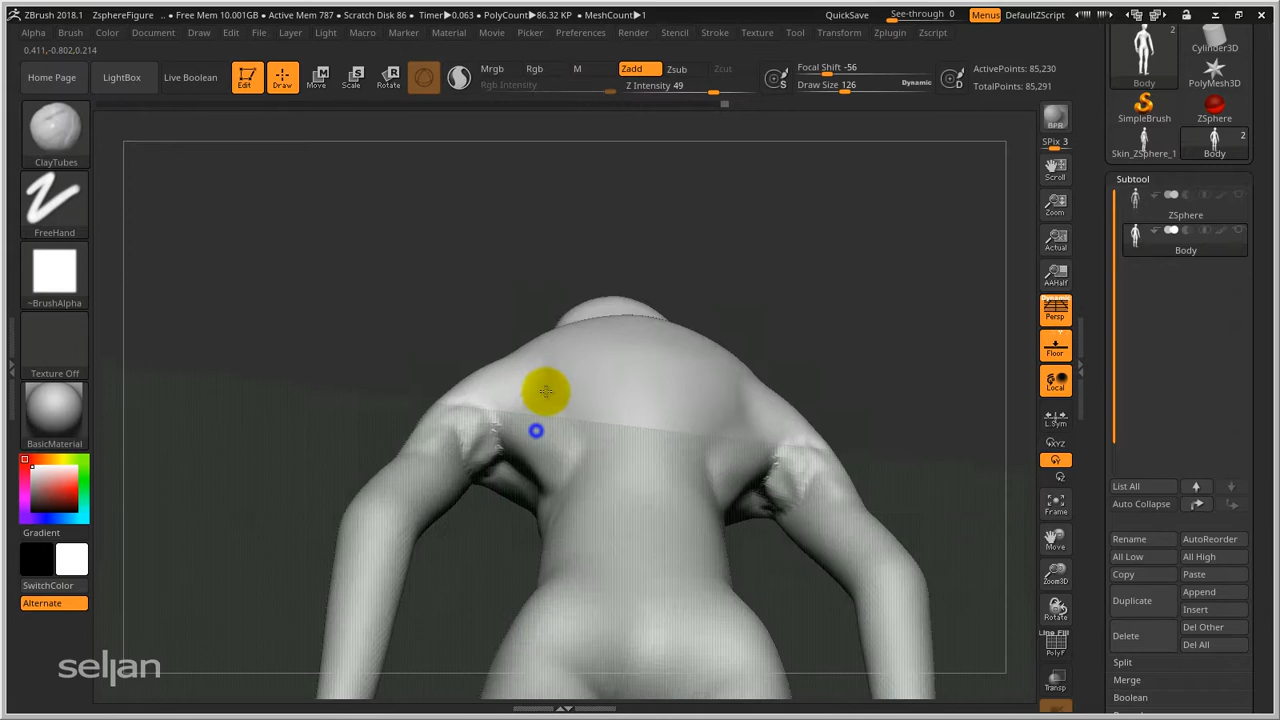 ZBrush 2018.1 ZsphereFigure .. • Free Mem 10.001GB • Active Mem 787 • Scratch Disk 86 • Timer▸0.063 • PolyCount▸86.32 KP • MeshCount▸1 QuickSave See-through 0 Menus DefaultZScript
Alpha Brush Color Document Draw Edit File Layer Light Macro Marker Material Movie Picker Preferences Render Stencil Stroke Texture Tool Transform Zplugin Zscript
0.411,-0.802,0.214
Home Page LightBox Live Boolean Edit Draw Move Scale Rotate
Mrgb Rgb M Zadd Zsub Zcut
Rgb Intensity Z Intensity 49
S Focal Shift -56
Draw Size 126 Dynamic D
ActivePoints: 85,230
TotalPoints: 85,291
ClayTubes
FreeHand
~BrushAlpha
Texture Off
BasicMaterial
Gradient
SwitchColor
Alternate
seljan
BPR
SPix 3
Scroll
Zoom
Actual
AAHalf
Persp
Floor
Local
L.Sym
XYZ
Y
Z
Frame
Move
Zoom3D
Rotate
Line Fill
PolyF
Transp
2
Body
Cylinder3D
PolyMesh3D
SimpleBrush
ZSphere
Skin_ZSphere_1
2
Body
Subtool
ZSphere
Body
List All
Auto Collapse
Rename AutoReorder
All Low All High
Copy Paste
Duplicate Append
Insert
Delete Del Other
Del All
Split
Merge
Boolean